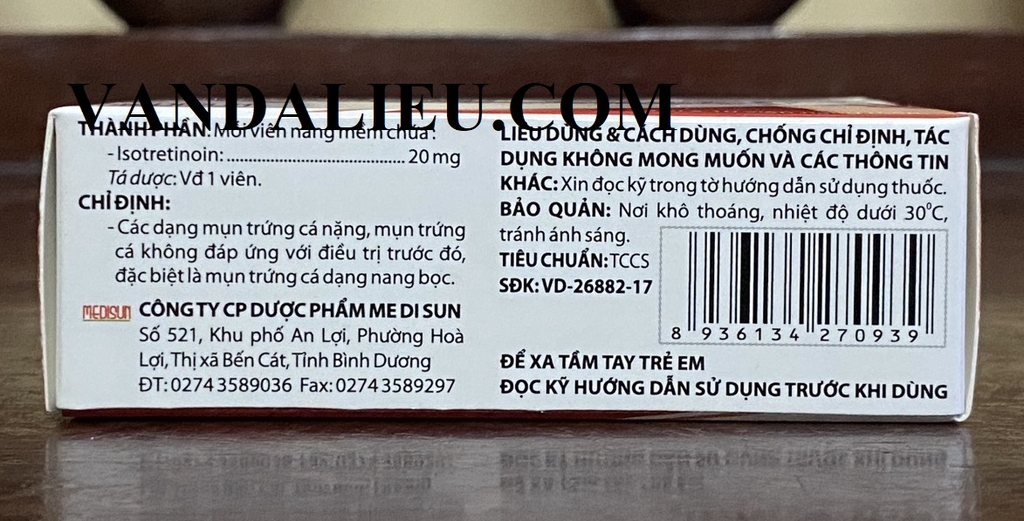 VANDALIEU.COM
THÀNH PHẦN: Mỗi viên nang mềm chứa:
- Isotretinoin: ........................................ 20 mg
Tá dược: Vđ 1 viên.
CHỈ ĐỊNH:
- Các dạng mụn trứng cá nặng, mụn trứng
cá không đáp ứng với điều trị trước đó,
đặc biệt là mụn trứng cá dạng nang bọc.
MEDISUN CÔNG TY CP DƯỢC PHẨM ME DI SUN
Số 521, Khu phố An Lợi, Phường Hoà
Lợi, Thị xã Bến Cát, Tỉnh Bình Dương
ĐT: 0274 3589036 Fax: 0274 3589297
LIỀU DÙNG & CÁCH DÙNG, CHỐNG CHỈ ĐỊNH, TÁC
DỤNG KHÔNG MONG MUỐN VÀ CÁC THÔNG TIN
KHÁC: Xin đọc kỹ trong tờ hướng dẫn sử dụng thuốc.
BẢO QUẢN: Nơi khô thoáng, nhiệt độ dưới 30⁰C,
tránh ánh sáng.
TIÊU CHUẨN: TCCS
SĐK: VD-26882-17
8 936134 270939
ĐỂ XA TẦM TAY TRẺ EM
ĐỌC KỸ HƯỚNG DẪN SỬ DỤNG TRƯỚC KHI DÙNG